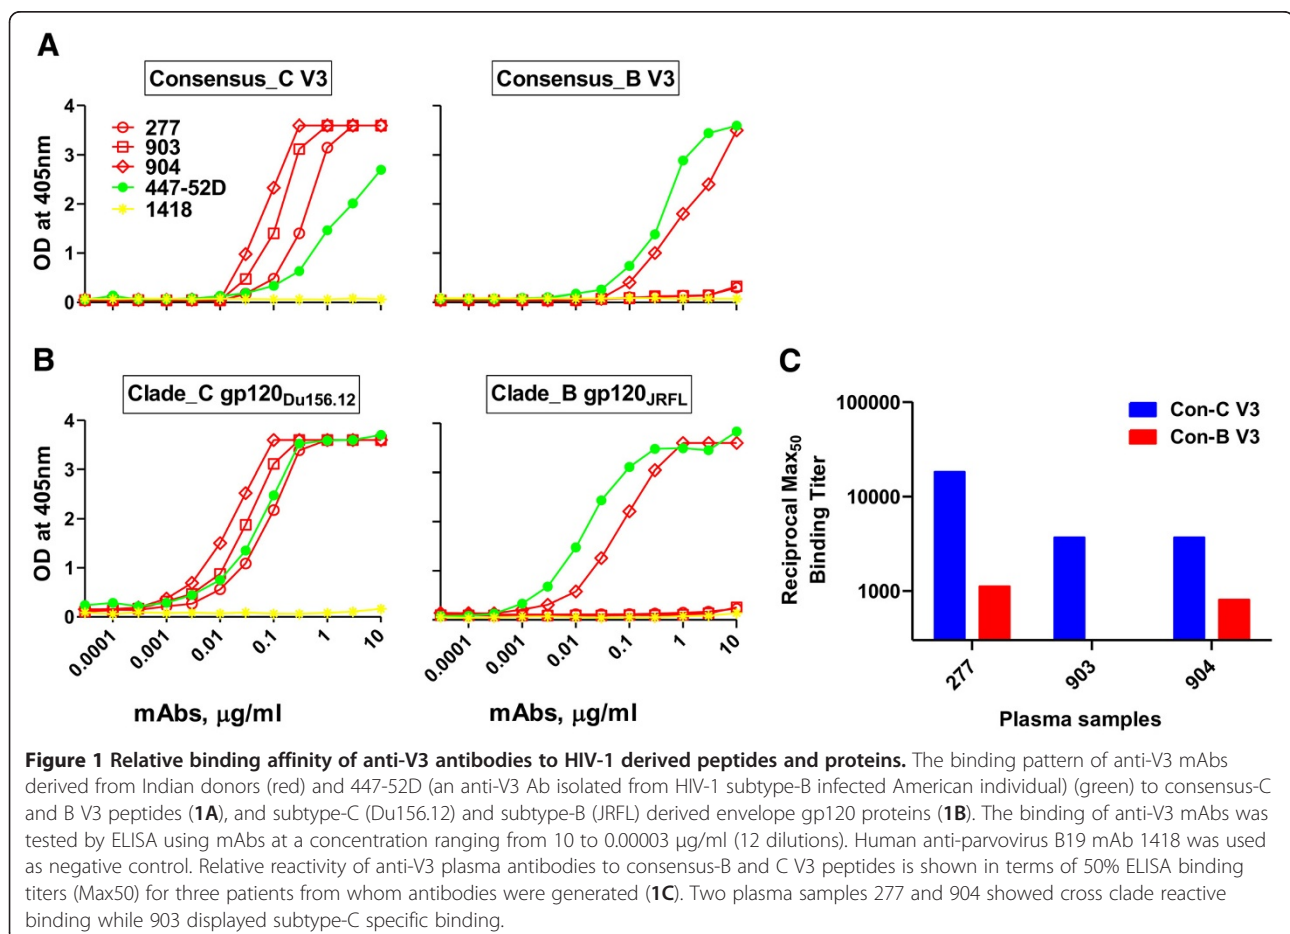 A
Consensus_C V3
Consensus_B V3
OD at 405nm
4
3
2
1
0
277
903
904
447-52D
1418
B
Clade_C gp120Du156.12
Clade_B gp120JRFL
OD at 405nm
4
3
2
1
0
0.0001
0.001
0.01
0.1
1
10
0.0001
0.001
0.01
0.1
1
10
mAbs, µg/ml
mAbs, µg/ml
C
Con-C V3
Con-B V3
Reciprocal Max50
Binding Titer
100000
10000
1000
277
903
904
Plasma samples
Figure 1 Relative binding affinity of anti-V3 antibodies to HIV-1 derived peptides and proteins. The binding pattern of anti-V3 mAbs
derived from Indian donors (red) and 447-52D (an anti-V3 Ab isolated from HIV-1 subtype-B infected American individual) (green) to consensus-C
and B V3 peptides (1A), and subtype-C (Du156.12) and subtype-B (JRFL) derived envelope gp120 proteins (1B). The binding of anti-V3 mAbs was
tested by ELISA using mAbs at a concentration ranging from 10 to 0.00003 µg/ml (12 dilutions). Human anti-parvovirus B19 mAb 1418 was used
as negative control. Relative reactivity of anti-V3 plasma antibodies to consensus-B and C V3 peptides is shown in terms of 50% ELISA binding
titers (Max50) for three patients from whom antibodies were generated (1C). Two plasma samples 277 and 904 showed cross clade reactive
binding while 903 displayed subtype-C specific binding.